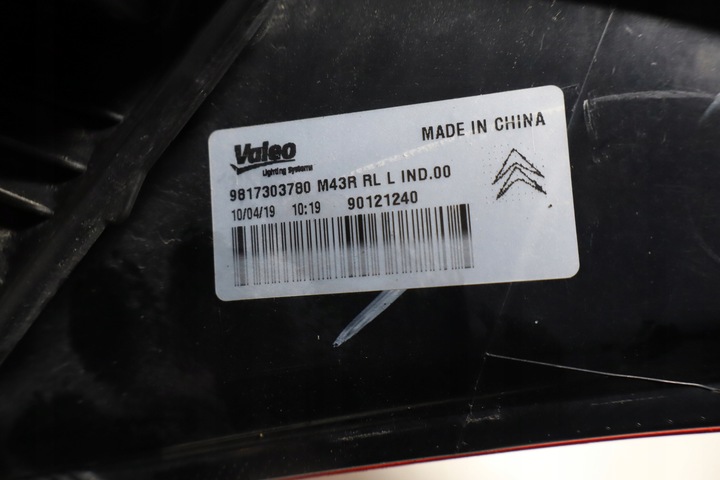 MADE IN CHINA
Valeo
Lighting Systems
9817303780 M43R RL L IND.00
10/04/19 10:19 90121240